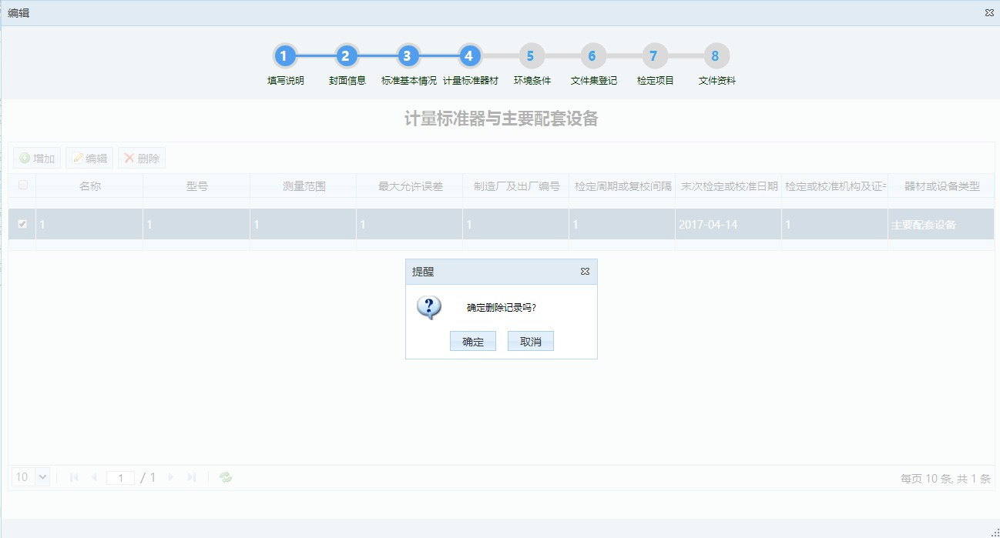 编辑
1 2 3 4 5 6 7 8
填写说明 封面信息 标准基本情况 计量标准器材 环境条件 文件集登记 检定项目 文件资料
计量标准器与主要配套设备
增加 编辑 删除
名称 型号 测量范围 最大允许误差 制造厂及出厂编号 检定周期或复校间隔 末次检定或校准日期 检定或校准机构及证 器材或设备类型
1 1 1 1 1 1 2017-04-14 1 主要配套设备
提醒
确定删除记录吗?
确定 取消
10 1 / 1 每页 10 条, 共 1 条